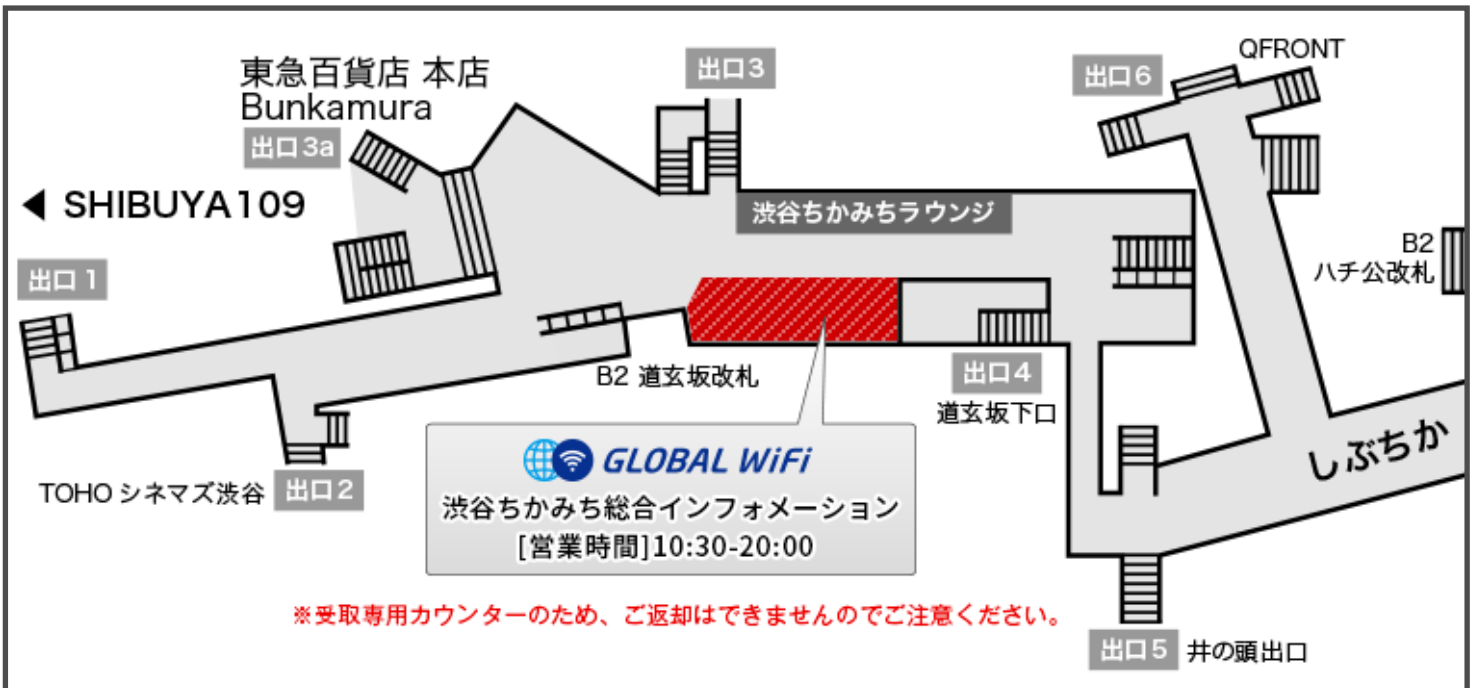 QFRONT
東急百貨店 本店
Bunkamura
出口3
出口6
出口3a
◀ SHIBUYA109
渋谷ちかみちラウンジ
B2
ハチ公改札
出口1
B2 道玄坂改札
出口4
道玄坂下口
しぶちか
GLOBAL WiFi
TOHO シネマズ渋谷 出口2
渋谷ちかみち総合インフォメーション
[営業時間]10:30-20:00
※受取専用カウンターのため、ご返却はできませんのでご注意ください。
出口5 井の頭出口